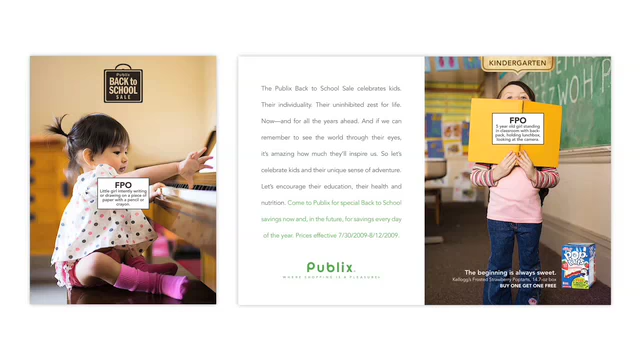 Publix
BACK to
SCHOOL
SALE
FPO
Little girl intently writing
or drawing on a piece of
paper with a pencil or
crayon.
The Publix Back to School Sale celebrates kids.
Their individuality. Their uninhibited zest for life.
Now—and for all the years ahead. And if we can
remember to see the world through their eyes,
it's amazing how much they'll inspire us. So let's
celebrate kids and their unique sense of adventure.
Let's encourage their education, their health and
nutrition. Come to Publix for special Back to School
savings now and, in the future, for savings every day
of the year. Prices effective 7/30/2009-8/12/2009.
Publix
WHERE SHOPPING IS A PLEASURE
KINDERGARTEN
FPO
5 year old girl standing
in classroom with back-
pack, holding lunchbox,
looking at the camera.
The beginning is always sweet.
Kellogg's Frosted Strawberry Poptarts, 14.7-oz box
BUY ONE GET ONE FREE
POP
TARTS